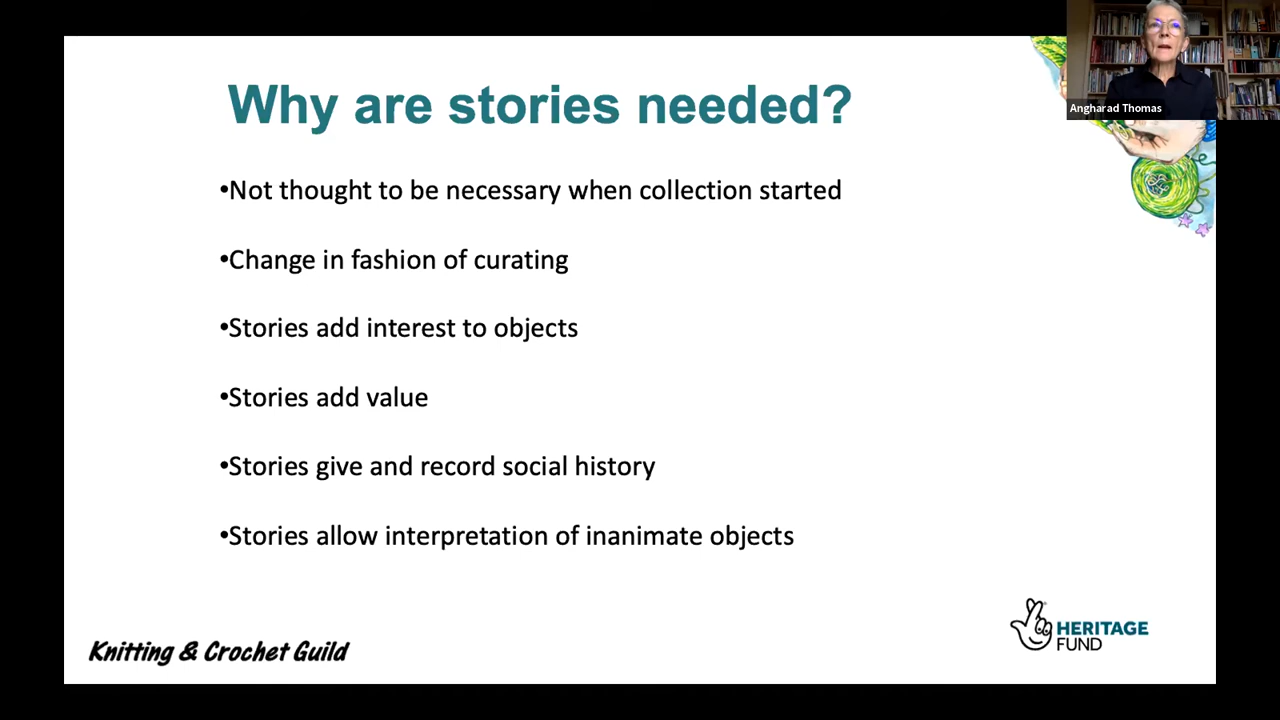 Why are stories needed?
Angharad Thomas
•Not thought to be necessary when collection started
•Change in fashion of curating
•Stories add interest to objects
•Stories add value
•Stories give and record social history
•Stories allow interpretation of inanimate objects
Knitting & Crochet Guild
HERITAGE
FUND